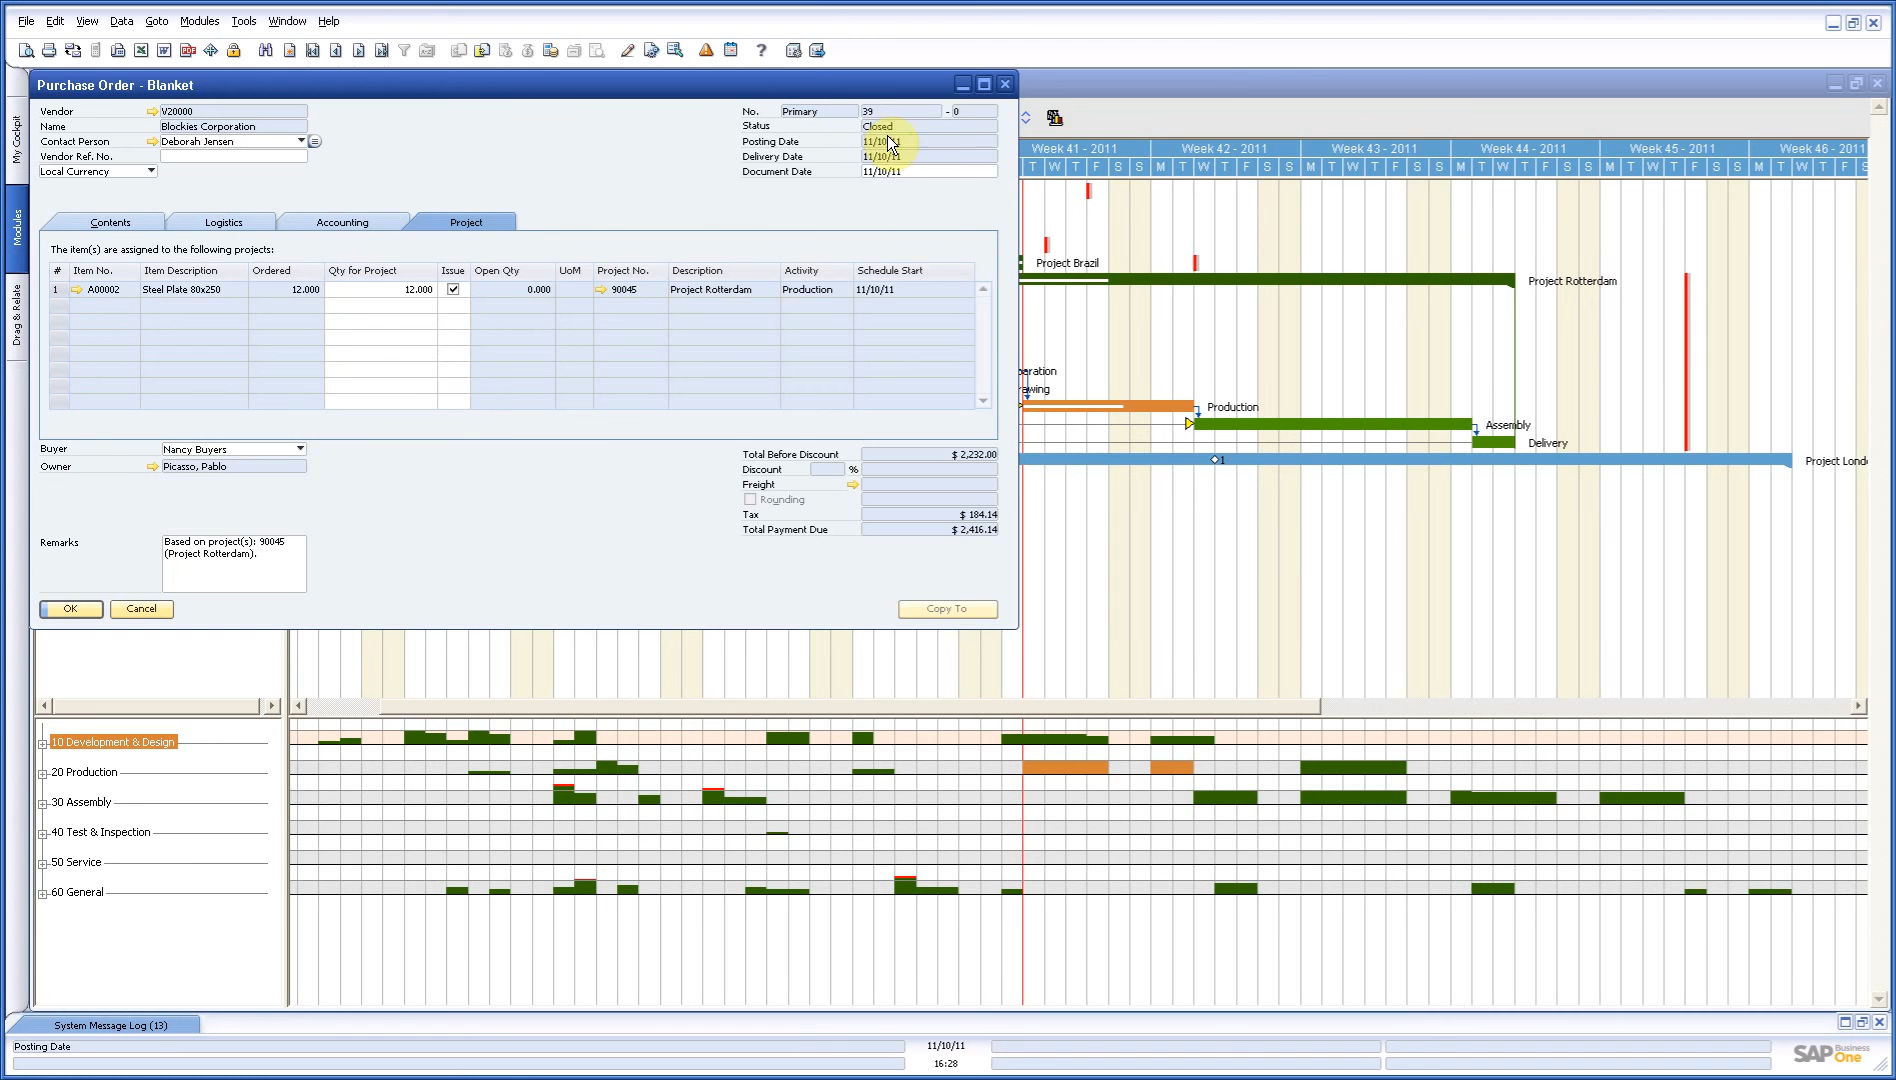 File Edit View Data Goto Modules Tools Window Help
Purchase Order - Blanket
My Cockpit
Modules
Drag & Relate
Vendor V20000
Name Blockies Corporation
Contact Person Deborah Jensen
Vendor Ref. No.
Local Currency
No. Primary 39 - 0
Status Closed
Posting Date 11/10/11
Delivery Date 11/10/11
Document Date 11/10/11
Contents Logistics Accounting Project
The item(s) are assigned to the following projects:
# Item No. Item Description Ordered Qty for Project Issue Open Qty UoM Project No. Description Activity Schedule Start
1 A00002 Steel Plate 80x250 12.000 12.000 0.000 90045 Project Rotterdam Production 11/10/11
Buyer Nancy Buyers
Owner Picasso, Pablo
Total Before Discount $ 2,232.00
Discount %
Freight
Rounding
Tax $ 184.14
Total Payment Due $ 2,416.14
Remarks Based on project(s): 90045
(Project Rotterdam).
OK Cancel Copy To
Week 41 - 2011 Week 42 - 2011 Week 43 - 2011 Week 44 - 2011 Week 45 - 2011 Week 46 - 2011
T W T F S S M T W T F S S M T W T F S S M T W T F S S M T W T F S S M T W T F S
Project Brazil
Project Rotterdam
eration
rawing
Production
Assembly
Delivery
1
Project Lond
10 Development & Design
20 Production
30 Assembly
40 Test & Inspection
50 Service
60 General
System Message Log (13)
Posting Date 11/10/11
16:28
SAP Business One